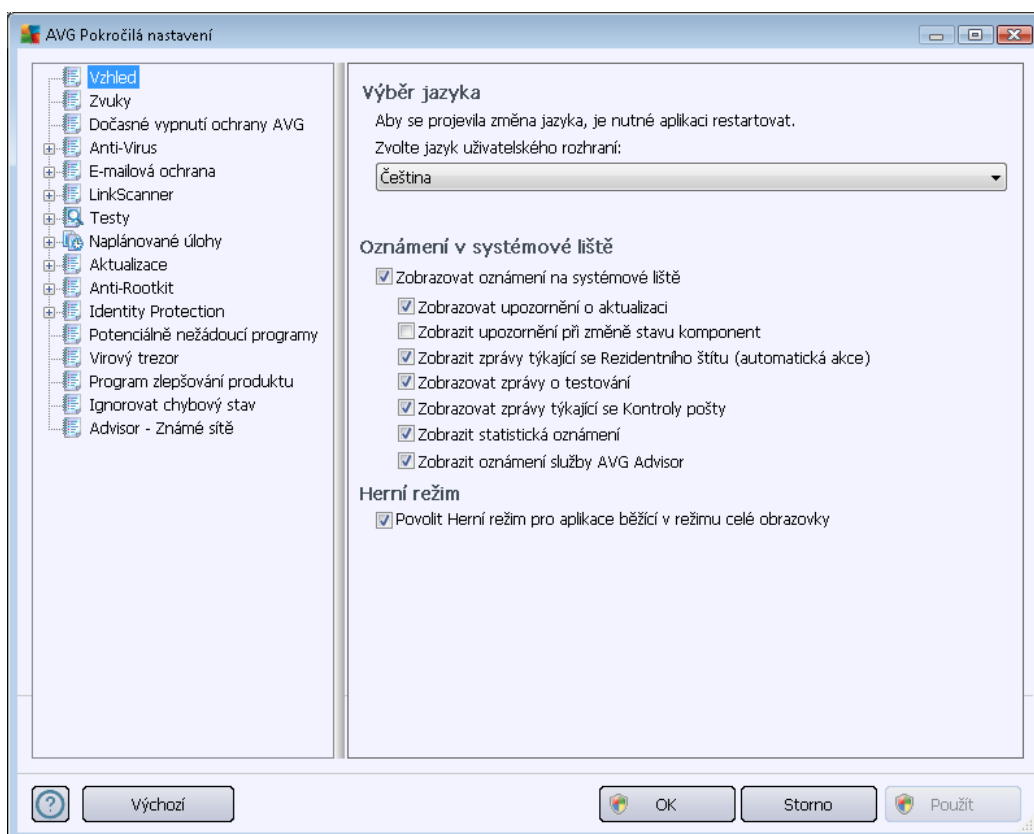 AVG Pokročilá nastavení
Vzhled
Zvuky
Dočasné vypnutí ochrany AVG
Anti-Virus
E-mailová ochrana
LinkScanner
Testy
Naplánované úlohy
Aktualizace
Anti-Rootkit
Identity Protection
Potenciálně nežádoucí programy
Virový trezor
Program zlepšování produktu
Ignorovat chybový stav
Advisor - Známé sítě
Výběr jazyka
Aby se projevila změna jazyka, je nutné aplikaci restartovat.
Zvolte jazyk uživatelského rozhraní:
Čeština
Oznámení v systémové liště
Zobrazovat oznámení na systémové liště
Zobrazovat upozornění o aktualizaci
Zobrazit upozornění při změně stavu komponent
Zobrazit zprávy týkající se Rezidentního štítu (automatická akce)
Zobrazovat zprávy o testování
Zobrazovat zprávy týkající se Kontroly pošty
Zobrazit statistická oznámení
Zobrazit oznámení služby AVG Advisor
Herní režim
Povolit Herní režim pro aplikace běžící v režimu celé obrazovky
Výchozí
OK
Storno
Použít